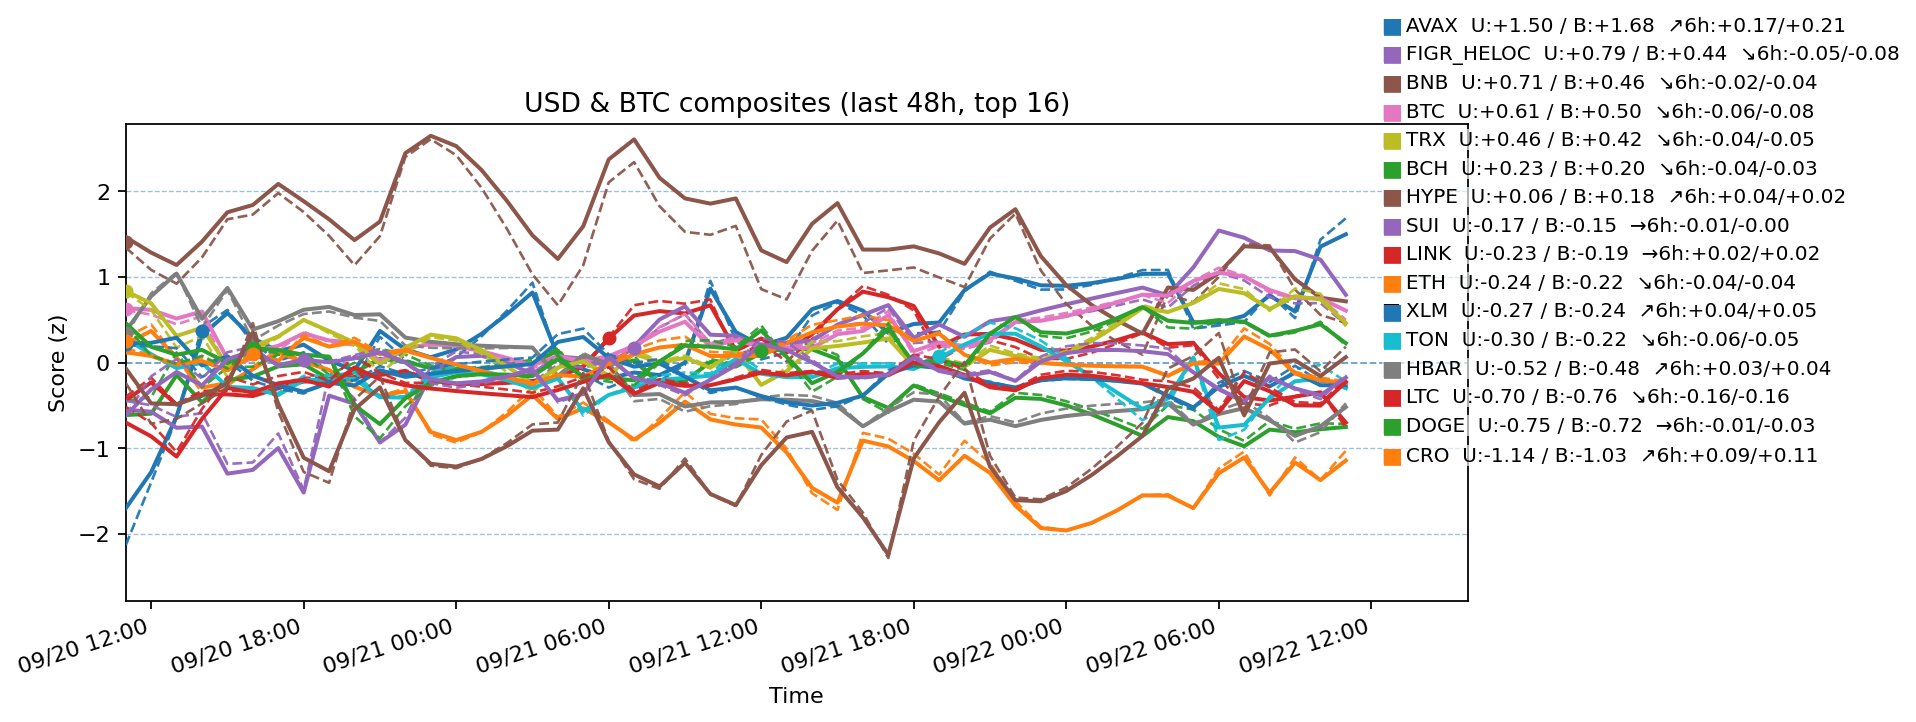 AVAX U:+1.50 / B:+1.68 ↗6h:+0.17/+0.21
FIGR_HELOC U:+0.79 / B:+0.44 ↘6h:-0.05/-0.08
BNB U:+0.71 / B:+0.46 ↘6h:-0.02/-0.04
USD & BTC composites (last 48h, top 16)
BTC U:+0.61 / B:+0.50 ↘6h:-0.06/-0.08
TRX U:+0.46 / B:+0.42 ↘6h:-0.04/-0.05
BCH U:+0.23 / B:+0.20 ↘6h:-0.04/-0.03
HYPE U:+0.06 / B:+0.18 ↗6h:+0.04/+0.02
SUI U:-0.17 / B:-0.15 →6h:-0.01/-0.00
LINK U:-0.23 / B:-0.19 →6h:+0.02/+0.02
ETH U:-0.24 / B:-0.22 ↘6h:-0.04/-0.04
XLM U:-0.27 / B:-0.24 ↗6h:+0.04/+0.05
TON U:-0.30 / B:-0.22 ↘6h:-0.06/-0.05
HBAR U:-0.52 / B:-0.48 ↗6h:+0.03/+0.04
LTC U:-0.70 / B:-0.76 ↘6h:-0.16/-0.16
DOGE U:-0.75 / B:-0.72 →6h:-0.01/-0.03
CRO U:-1.14 / B:-1.03 ↗6h:+0.09/+0.11
Score (z)
2
1
0
−1
−2
09/20 12:00
09/20 18:00
09/21 00:00
09/21 06:00
09/21 12:00
09/21 18:00
09/22 00:00
09/22 06:00
09/22 12:00
Time